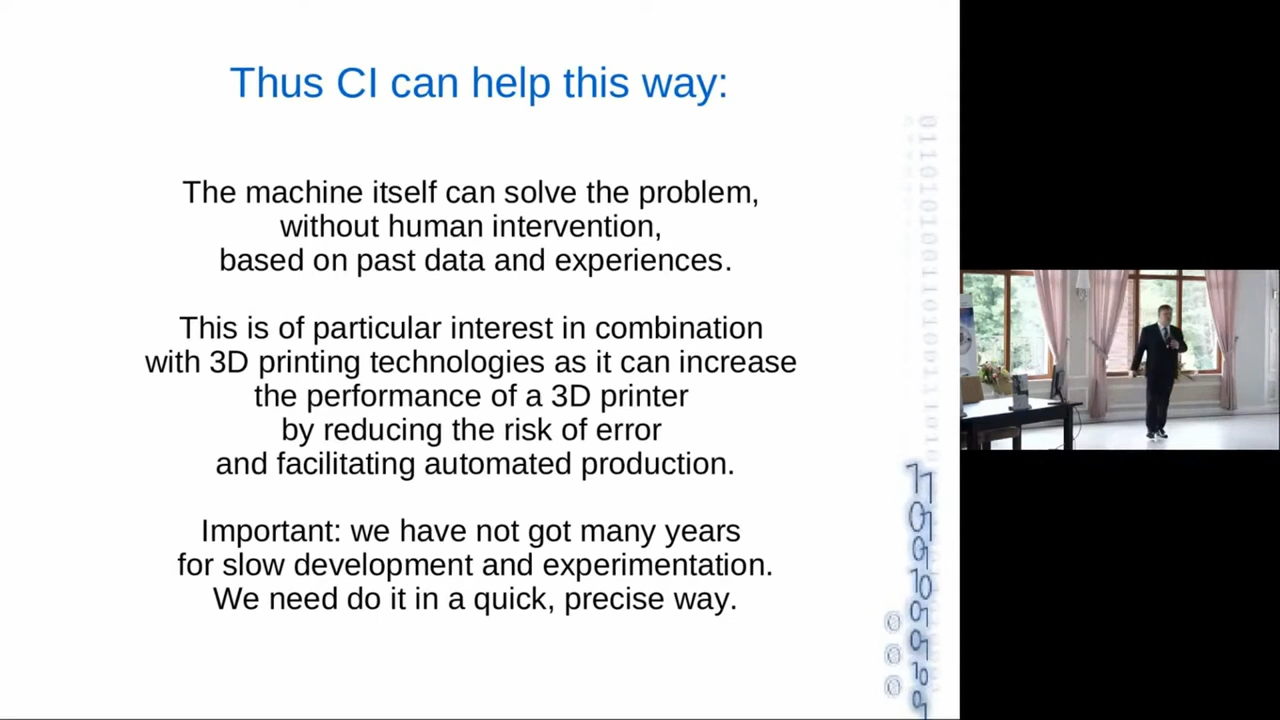 Thus CI can help this way:
The machine itself can solve the problem,
without human intervention,
based on past data and experiences.
This is of particular interest in combination
with 3D printing technologies as it can increase
the performance of a 3D printer
by reducing the risk of error
and facilitating automated production.
Important: we have not got many years
for slow development and experimentation.
We need do it in a quick, precise way.